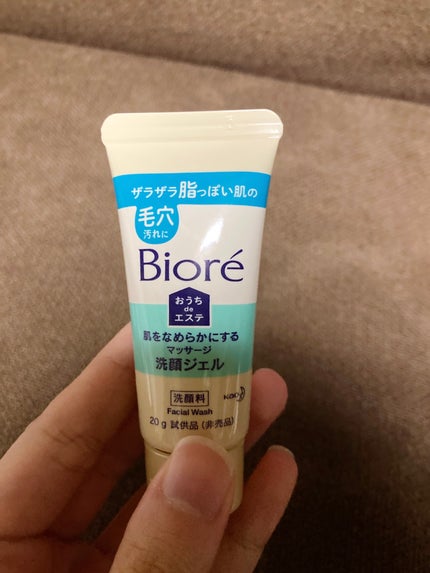 ザラザラ脂っぽい肌の
毛穴
汚れに
Bioré
おうち
de
エステ
肌をなめらかにする
マッサージ
洗顔ジェル
洗顔料
Kao
Facial Wash
20g 試供品(非売品)